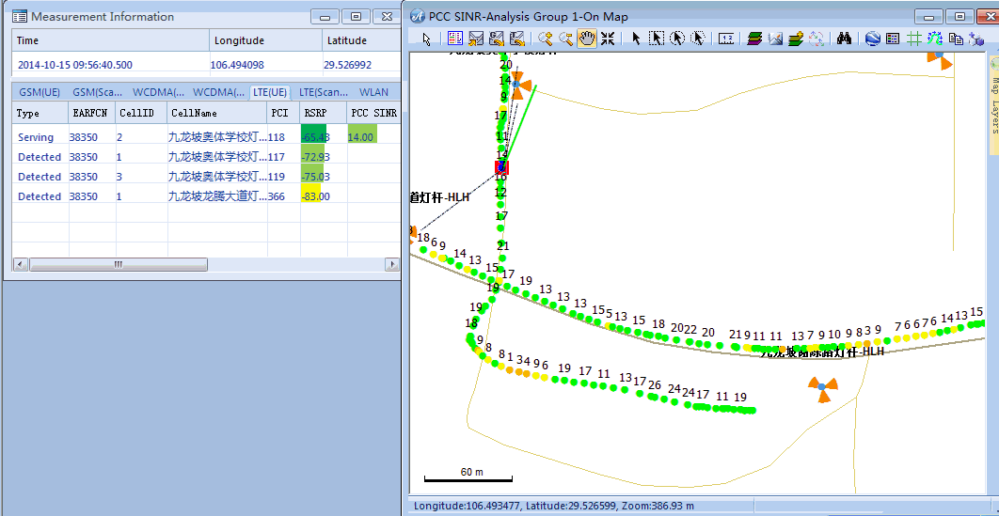 Measurement Information
Time Longitude Latitude
2014-10-15 09:56:40.500 106.494098 29.526992
GSM(UE) GSM(Sca... WCDMA(... WCDMA(... LTE(UE) LTE(Scan... WLAN
Type EARFCN CellID CellName PCI RSRP PCC SINR
Serving 38350 2 九龙坡奥体学校灯...118 -65.43 14.00
Detected 38350 1 九龙坡奥体学校灯...117 -72.93
Detected 38350 3 九龙坡奥体学校灯...119 -75.03
Detected 38350 1 九龙坡龙腾大道灯...366 -83.00
PCC SINR-Analysis Group 1-On Map
Map Layers
20
14
9
17
11
14
16
12
道灯杆-HLH
17
21
18 6 9 14 13 15 17 19 13 13 13 15 5 13 15 18 20 22 20 21 9 11 11 13 7 9 10 9 8 3 9 7 6 6 7 6 14 13 15
19
19
18
九龙坡 灯杆-HLH
9 8 8 1 3 4 9 6 19 17 11 13 17 26 24 24 17 11 19
60 m
Longitude:106.493477, Latitude:29.526599, Zoom:386.93 m